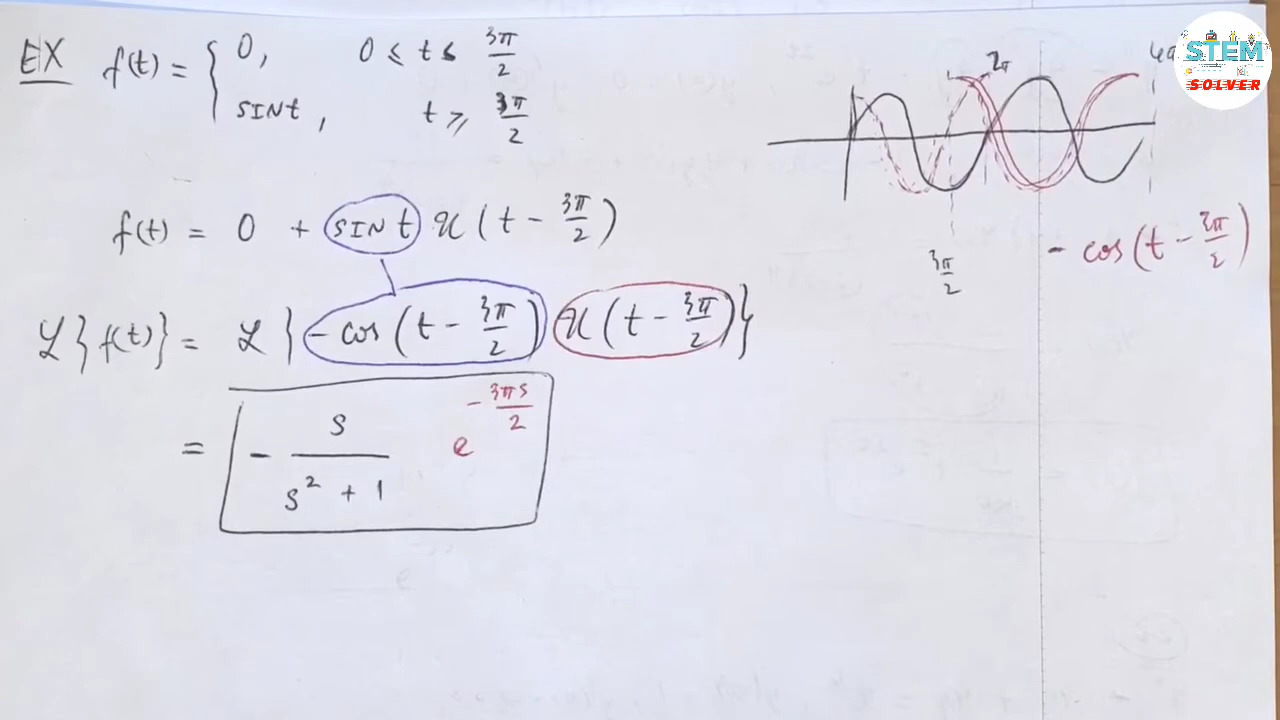 EX f(t) = { 0, 0 ≤ t ≤ 3π/2
sint, t ≥ 3π/2
f(t) = 0 + sint 𝒰(t - 3π/2)
ℒ{f(t)} = ℒ{-cos(t - 3π/2) 𝒰(t - 3π/2)}
= - s/(s² + 1) e^(-3πs/2)
2π
3π/2
- cos(t - 3π/2)
STEM
SOLVER